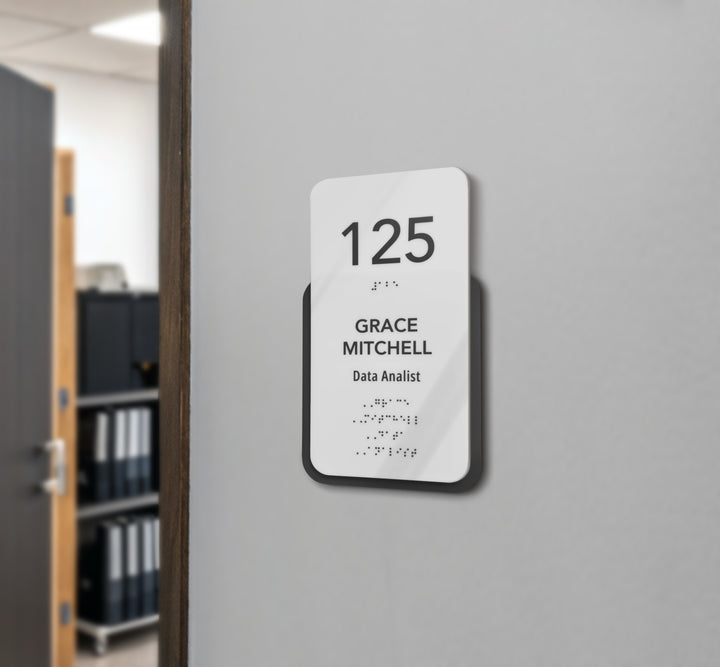 125
⠼⠁⠃⠑
GRACE
MITCHELL
Data Analist
⠠⠠⠛⠗⠁⠉⠑
⠠⠠⠍⠊⠞⠉⠓⠑⠇⠇
⠠⠠⠙⠁⠞⠁
⠠⠠⠁⠝⠁⠇⠊⠎⠞